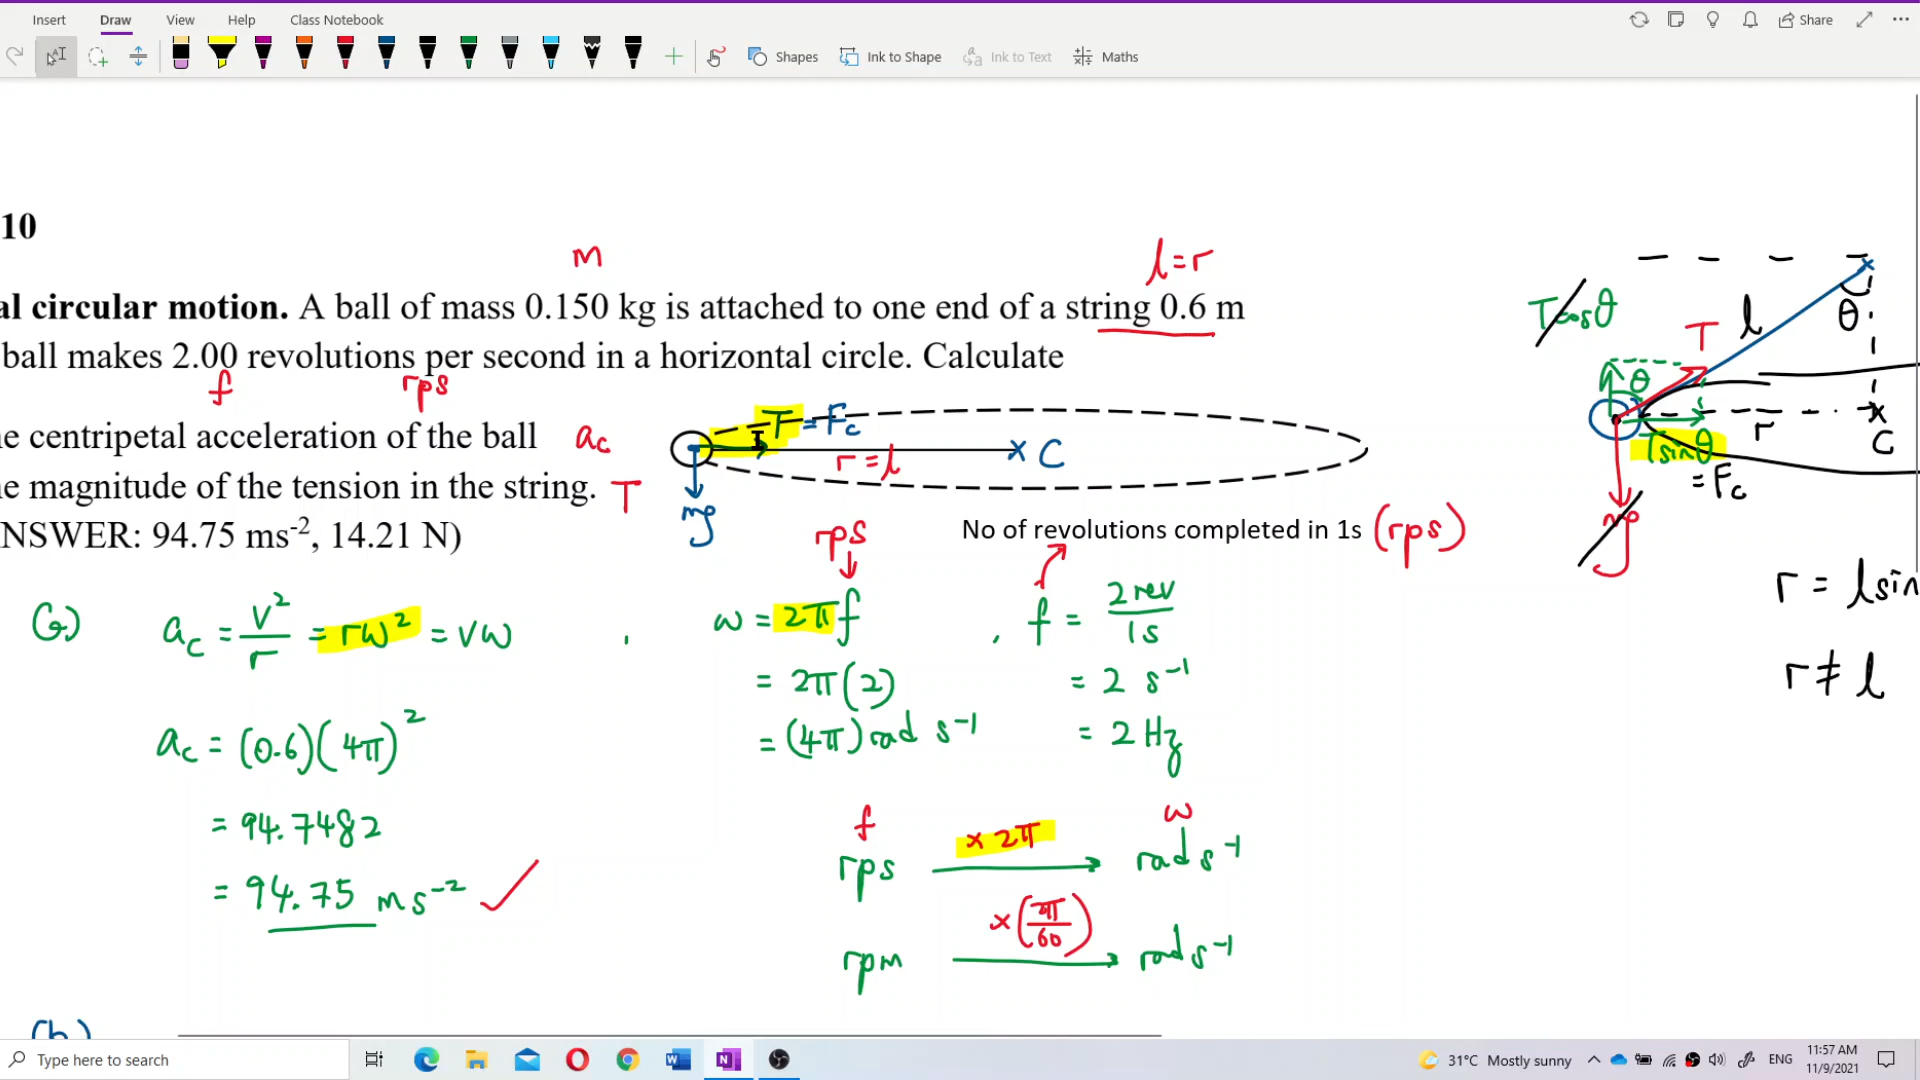 Insert Draw View Help Class Notebook Share
Shapes Ink to Shape Ink to Text Maths
10
m
l = r
al circular motion. A ball of mass 0.150 kg is attached to one end of a string 0.6 m
ball makes 2.00 revolutions per second in a horizontal circle. Calculate
f rps
e centripetal acceleration of the ball ac
e magnitude of the tension in the string. T
NSWER: 94.75 ms-2, 14.21 N)
T = Fc
r = l
C
mg
No of revolutions completed in 1s (rps)
rps
Tcosθ
T
l
θ
θ
r
C
Tsinθ
= Fc
mg
r = lsin
r ≠ l
ac = v²/r = rω² = vω , ω = 2πf , f = 2 rev/1s
= 2π(2) = 2 s⁻¹
= (4π) rad s⁻¹ = 2 Hz
ac = (0.6)(4π)²
= 94.7482
= 94.75 ms⁻²
f ω
rps × 2π rad s⁻¹
rpm ×(2π/60) rad s⁻¹
(b)
Type here to search
31°C Mostly sunny ENG 11:57 AM
11/9/2021